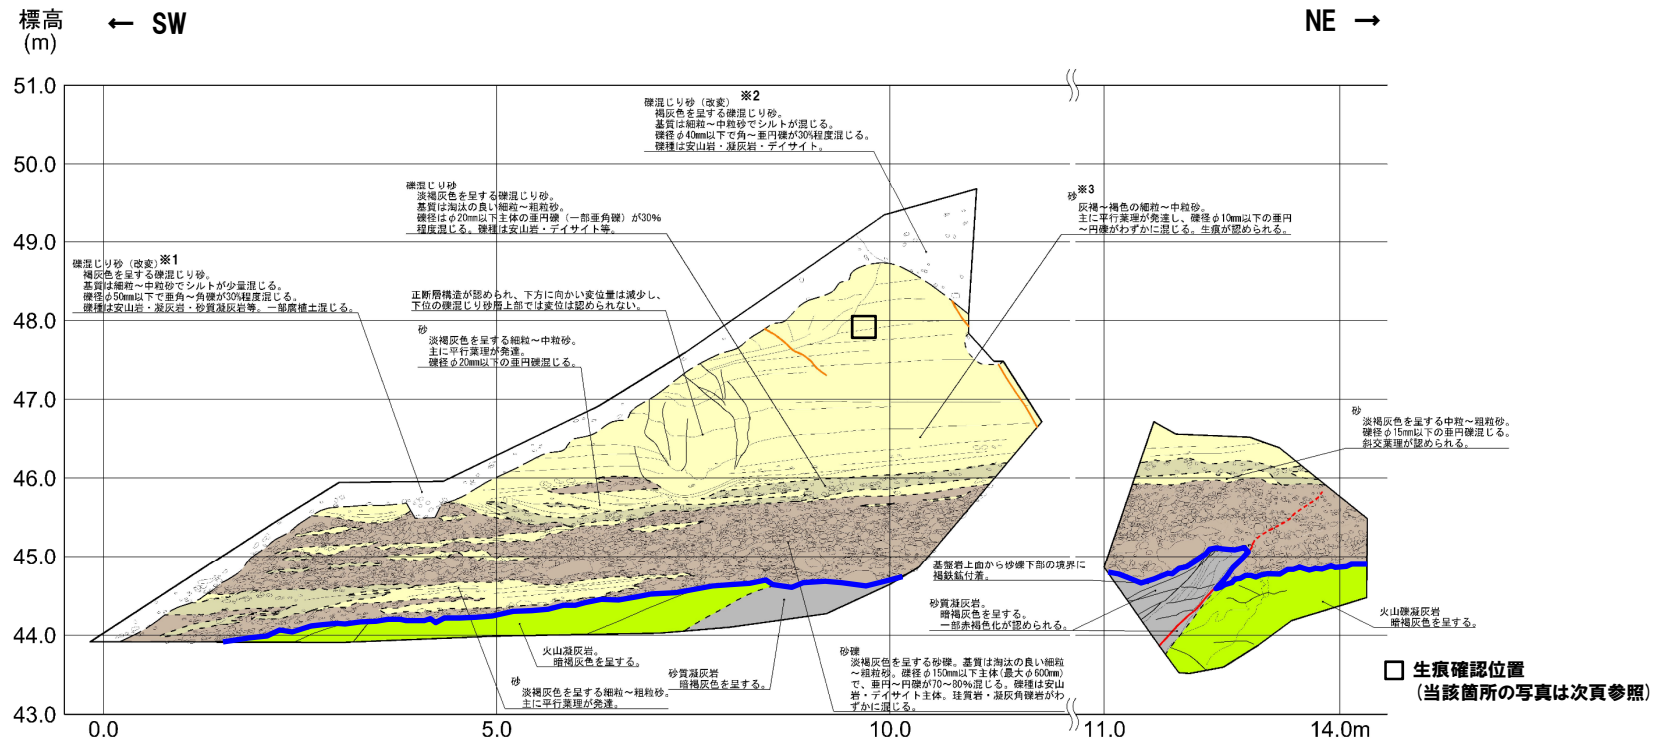 標高
(m)
← SW
NE →
51.0
50.0
49.0
48.0
47.0
46.0
45.0
44.0
43.0
0.0
5.0
10.0
11.0
14.0m
礫混じり砂（改変）※2
褐灰色を呈する礫混じり砂。
基質は細粒～中粒砂でシルトが混じる。
礫径φ40mm以下で角～亜円礫が30%程度混じる。
礫種は安山岩・凝灰岩・デイサイト。
礫混じり砂
淡褐灰色を呈する礫混じり砂。
基質は淘汰の良い細粒～粗粒砂。
礫径はφ20mm以下主体の亜円礫（一部亜角礫）が30%
程度混じる。礫種は安山岩・デイサイト等。
砂※3
灰褐～褐色の細粒～中粒砂。
主に平行葉理が発達し、礫径φ10mm以下の亜円
～円礫がわずかに混じる。生痕が認められる。
礫混じり砂（改変）※1
褐灰色を呈する礫混じり砂。
基質は細粒～中粒砂でシルトが少量混じる。
礫径φ50mm以下で亜角～角礫が30%程度混じる。
礫種は安山岩・凝灰岩・砂質凝灰岩等。一部腐植土混じる。
正断層構造が認められ、下方に向かい変位量は減少し、
下位の礫混じり砂層上部では変位は認められない。
砂
淡褐灰色を呈する細粒～中粒砂。
主に平行葉理が発達。
礫径φ20mm以下の亜円礫混じる。
砂
淡褐灰色を呈する中粒～粗粒砂。
礫径φ15mm以下の亜円礫混じる。
斜交葉理が認められる。
基盤岩上面から砂礫下部の境界に
褐鉄鉱付着。
砂質凝灰岩。
暗褐灰色を呈する。
一部赤褐色化が認められる。
火山礫凝灰岩
暗褐灰色を呈する。
火山凝灰岩。
暗褐灰色を呈する。
砂
淡褐灰色を呈する細粒～粗粒砂。
主に平行葉理が発達。
砂質凝灰岩
暗褐灰色を呈する。
砂礫
淡褐灰色を呈する砂礫。基質は淘汰の良い細粒
～粗粒砂。礫径φ150mm以下主体(最大φ600mm)
で、亜円～円礫が70～80%混じる。礫種は安山
岩・デイサイト主体。珪質岩・凝灰角礫岩がわ
ずかに混じる。
生痕確認位置
(当該箇所の写真は次頁参照)